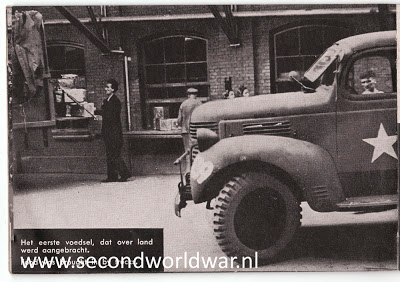 Het eerste voedsel, dat over land
werd aangebracht.
www.secondworldwar.nl